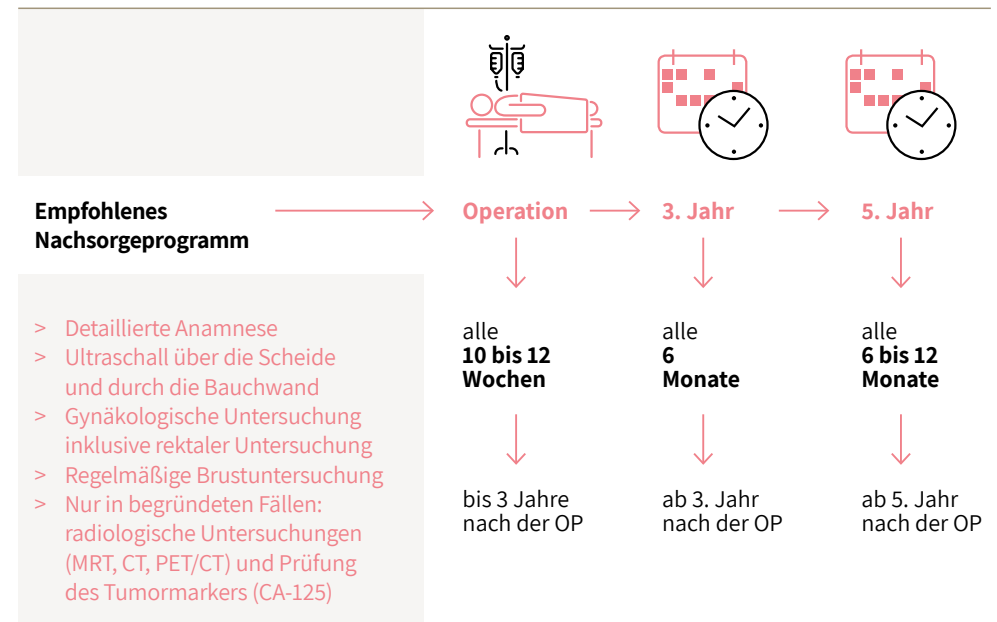 Empfohlenes
Nachsorgeprogramm
Operation
3. Jahr
5. Jahr
> Detaillierte Anamnese
> Ultraschall über die Scheide
und durch die Bauchwand
> Gynäkologische Untersuchung
inklusive rektaler Untersuchung
> Regelmäßige Brustuntersuchung
> Nur in begründeten Fällen:
radiologische Untersuchungen
(MRT, CT, PET/CT) und Prüfung
des Tumormarkers (CA-125)
alle
10 bis 12
Wochen
bis 3 Jahre
nach der OP
alle
6
Monate
ab 3. Jahr
nach der OP
alle
6 bis 12
Monate
ab 5. Jahr
nach der OP